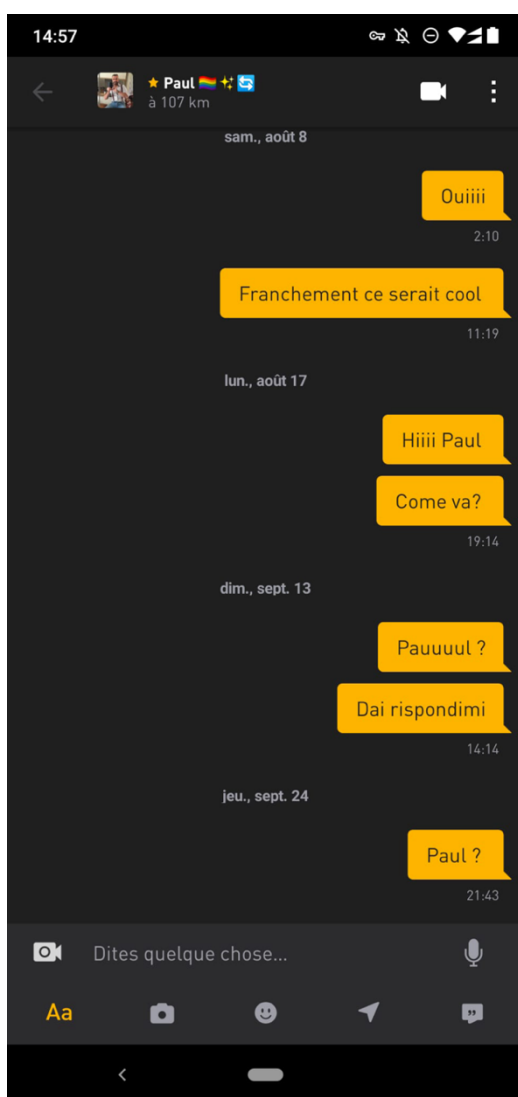 14:57
Paul
à 107 km
sam., août 8
Ouiiii
2:10
Franchement ce serait cool
11:19
lun., août 17
Hiiii Paul
Come va?
19:14
dim., sept. 13
Pauuuul ?
Dai rispondimi
14:14
jeu., sept. 24
Paul ?
21:43
Dites quelque chose...
Aa